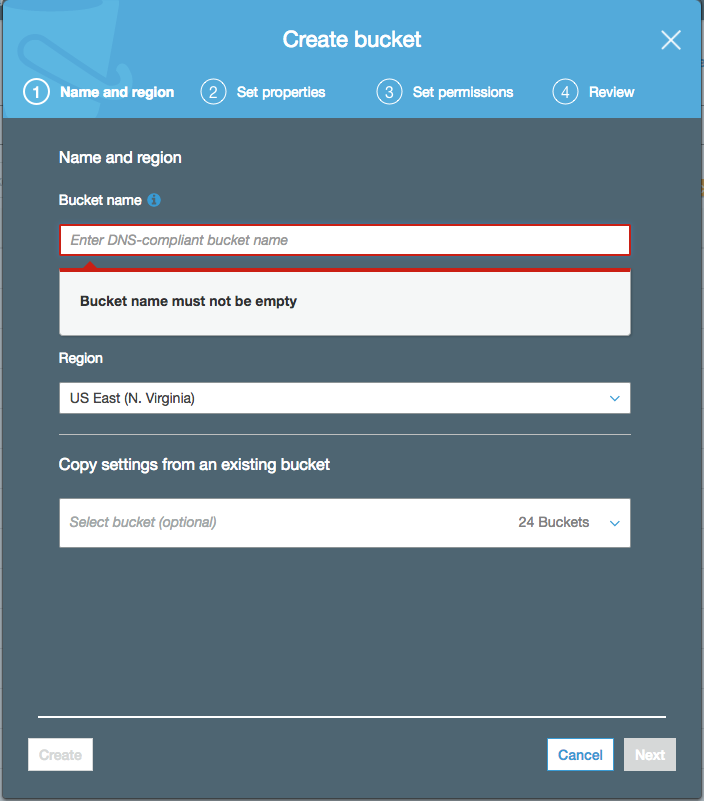 Create bucket
1 Name and region 2 Set properties 3 Set permissions 4 Review
Name and region
Bucket name i
Enter DNS-compliant bucket name
Bucket name must not be empty
Region
US East (N. Virginia)
Copy settings from an existing bucket
Select bucket (optional) 24 Buckets
Create Cancel Next